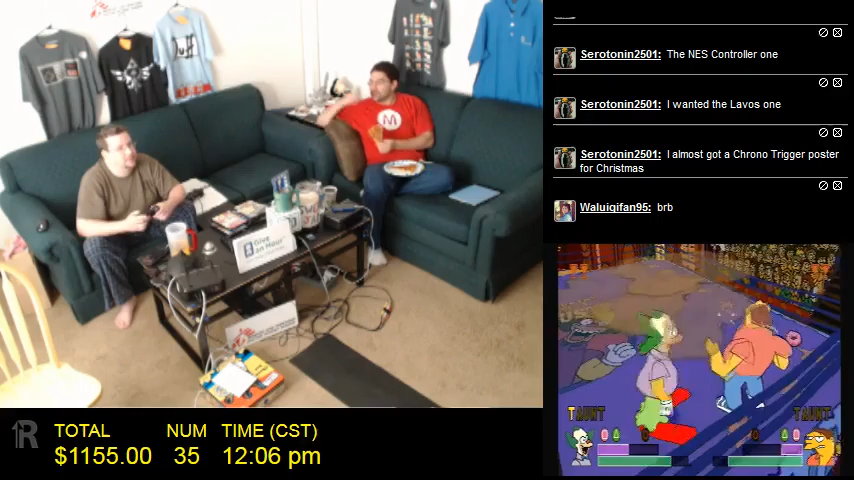 Serotonin2501: The NES Controller one
Serotonin2501: I wanted the Lavos one
Serotonin2501: I almost got a Chrono Trigger poster
for Christmas
Waluigifan95: brb
Duff
M
Give
an Hour
TAUNT
TAUNT
R
TOTAL
NUM
TIME (CST)
$1155.00
35
12:06 pm